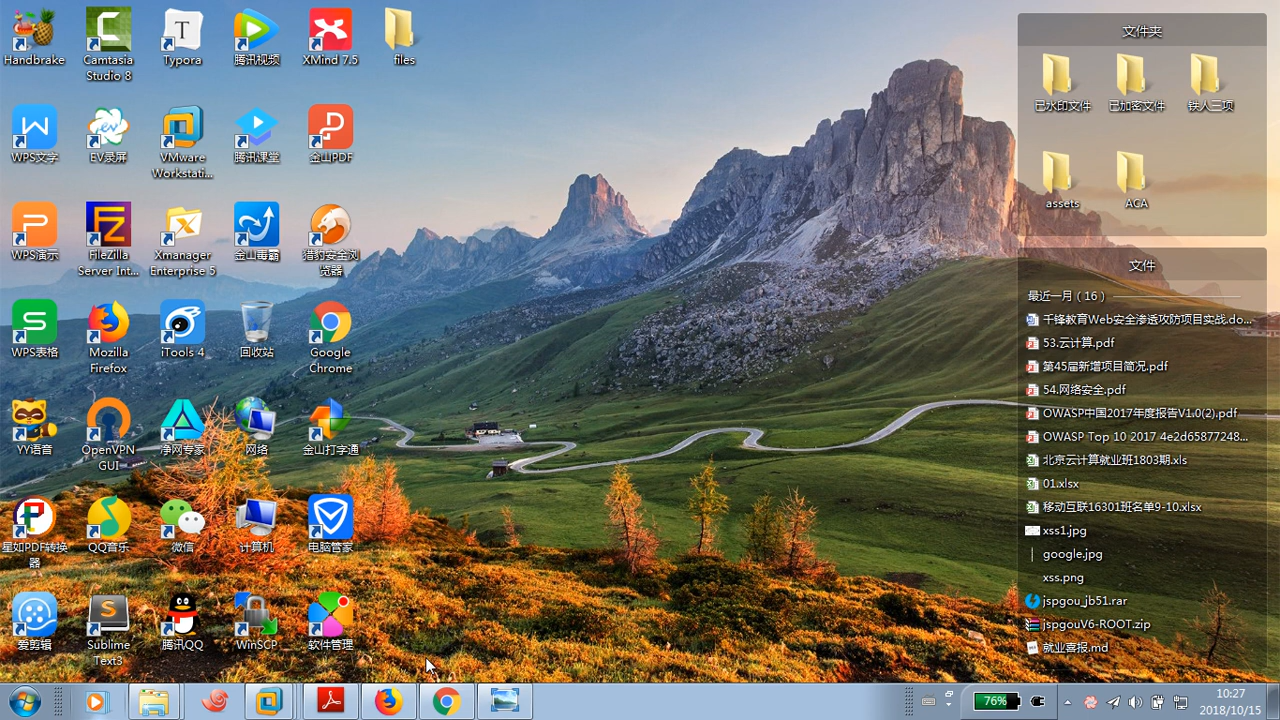 Handbrake
Camtasia
Studio 8
Typora
腾讯视频
XMind 7.5
files
WPS文字
EV录屏
VMware
Workstati...
腾讯课堂
金山PDF
WPS演示
FileZilla
Server Int...
Xmanager
Enterprise 5
金山毒霸
猎豹安全浏
览器
WPS表格
Mozilla
Firefox
iTools 4
回收站
Google
Chrome
YY语音
OpenVPN
GUI
净网专家
网络
金山打字通
星如PDF转换
器
QQ音乐
微信
计算机
电脑管家
爱剪辑
Sublime
Text3
腾讯QQ
WinSCP
软件管理
文件夹
已水印文件
已加密文件
铁人三项
assets
ACA
文件
最近一月 ( 16 )
千锋教育Web安全渗透攻防项目实战.do...
53.云计算.pdf
第45届新增项目简况.pdf
54.网络安全.pdf
OWASP中国2017年度报告V1.0(2).pdf
OWASP Top 10 2017 4e2d65877248...
北京云计算就业班1803期.xls
01.xlsx
移动互联16301班名单9-10.xlsx
xss1.jpg
google.jpg
xss.png
jspgou_jb51.rar
jspgouV6-ROOT.zip
就业喜报.md
76%
10:27
2018/10/15